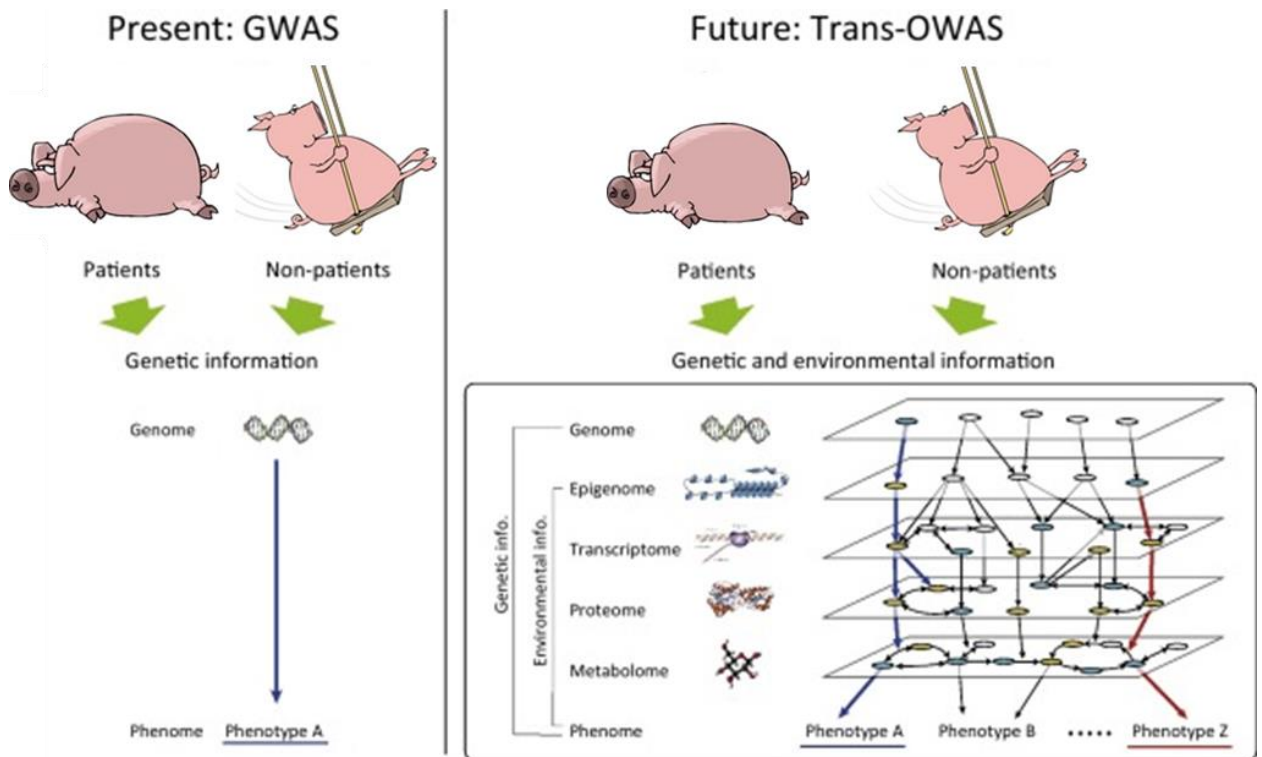 Present: GWAS
Patients
Non-patients
Genetic information
Genome
Phenome
Phenotype A
Future: Trans-OWAS
Patients
Non-patients
Genetic and environmental information
Genetic info.
Environmental info.
Genome
Epigenome
Transcriptome
Proteome
Metabolome
Phenome
Phenotype A
Phenotype B
.....
Phenotype Z